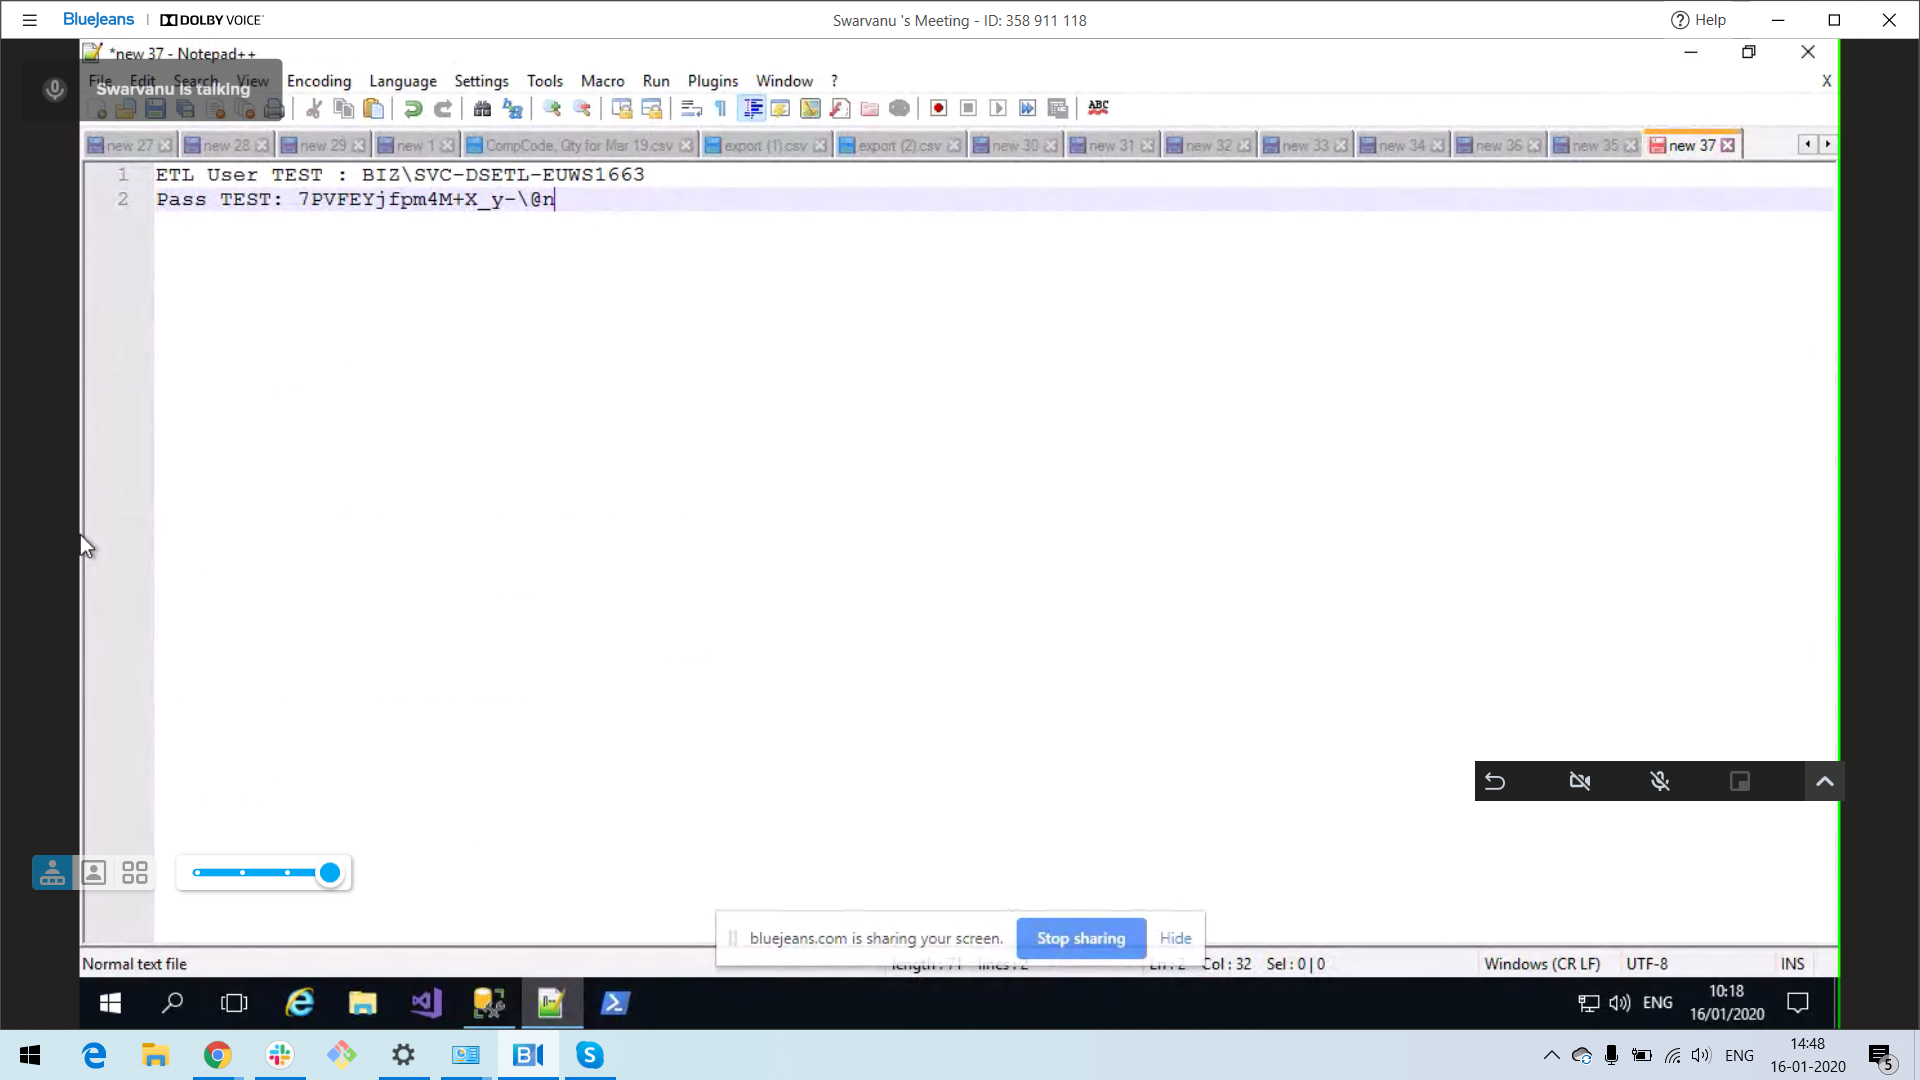 BlueJeans | DOLBY VOICE
Swarvanu 's Meeting - ID: 358 911 118
Help
*new 37 - Notepad++
File Edit Search View Encoding Language Settings Tools Macro Run Plugins Window ? X
Swarvanu is talking
ABC
new 27 new 28 new 29 new 1 CompCode, Qty for Mar 19.csv export (1).csv export (2).csv new 30 new 31 new 32 new 33 new 34 new 36 new 35 new 37
1 ETL User TEST : BIZ\SVC-DSETL-EUWS1663
2 Pass TEST: 7PVFEYjfpm4M+X_y-\@n
bluejeans.com is sharing your screen. Stop sharing Hide
Normal text file length : 71 lines : 2 Ln : 2 Col : 32 Sel : 0 | 0 Windows (CR LF) UTF-8 INS
ENG 10:18
16/01/2020
ENG 14:48
16-01-2020
5